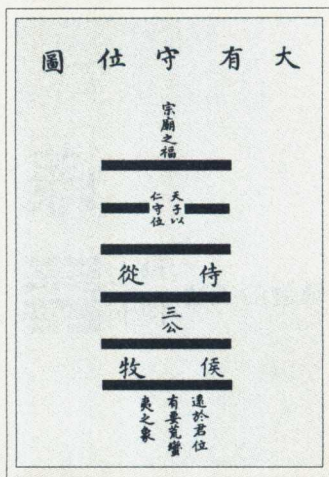 大有守位圖
宗廟之福
天子以
仁守位
侍從
三公
侯牧
遠於君位
有要荒蠻
夷之象